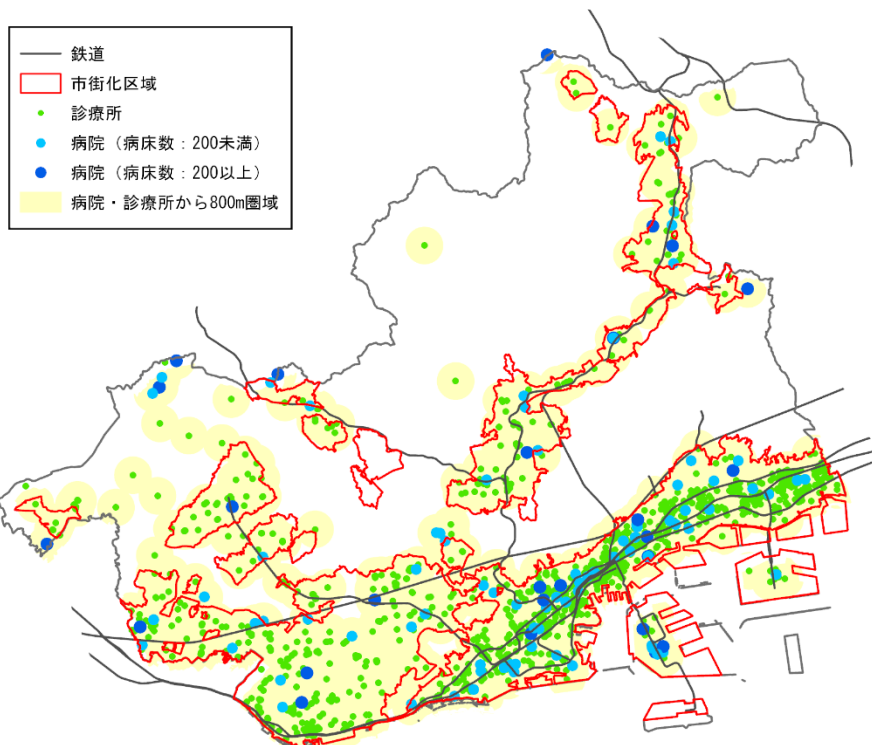 鉄道
市街化区域
診療所
病院（病床数：200未満）
病院（病床数：200以上）
病院・診療所から800m圏域